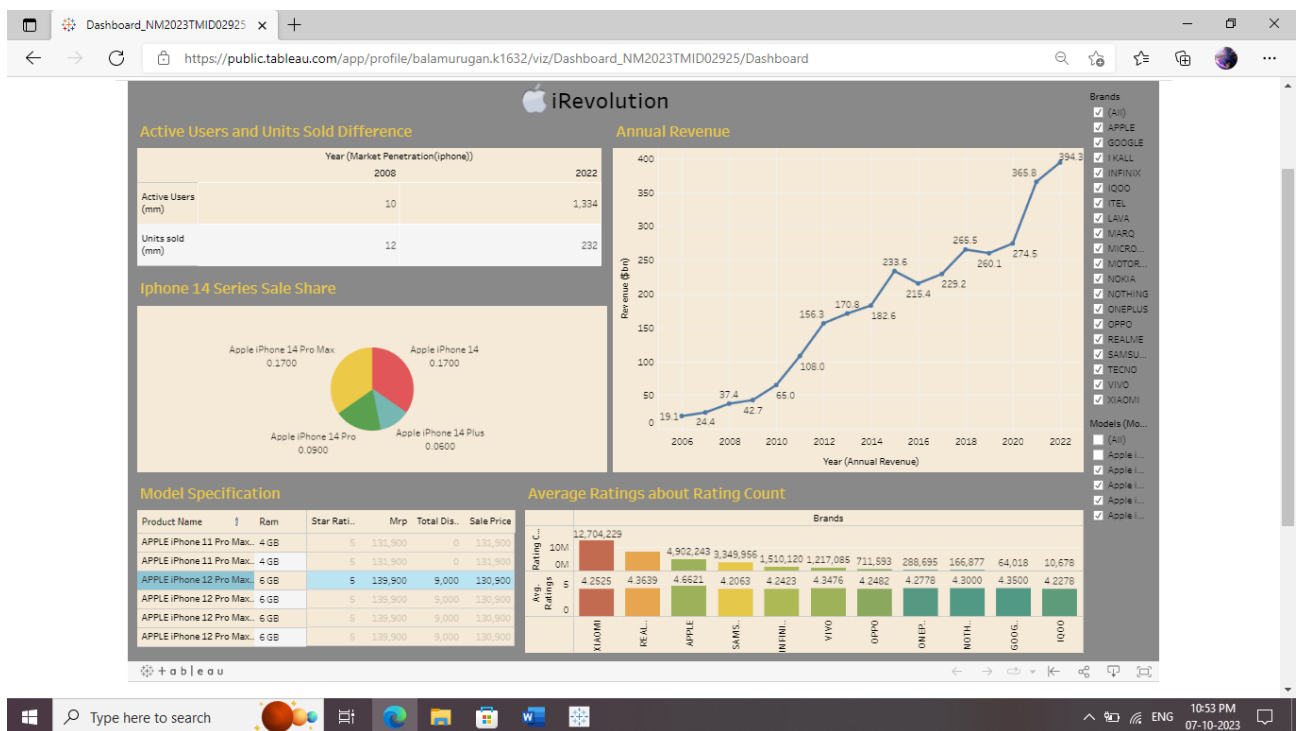 Dashboard_NM2023TMID02925
https://public.tableau.com/app/profile/balamurugan.k1632/viz/Dashboard_NM2023TMID02925/Dashboard
iRevolution
Active Users and Units Sold Difference
Year (Market Penetration(iphone))
2008 2022
Active Users
(mm) 10 1,334
Units sold
(mm) 12 232
Iphone 14 Series Sale Share
Apple iPhone 14 Pro Max
0.1700
Apple iPhone 14
0.1700
Apple iPhone 14 Pro
0.0900
Apple iPhone 14 Plus
0.0600
Annual Revenue
Revenue ($bn)
400
350
300
250
200
150
100
50
0
19.1
24.4
37.4
42.7
65.0
108.0
156.3
170.8
182.6
233.6
215.4
229.2
265.5
260.1
274.5
365.8
394.3
2006 2008 2010 2012 2014 2016 2018 2020 2022
Year (Annual Revenue)
Brands
(All)
APPLE
GOOGLE
I KALL
INFINIX
IQOO
ITEL
LAVA
MARQ
MICRO...
MOTOR...
NOKIA
NOTHING
ONEPLUS
OPPO
REALME
SAMSU...
TECNO
VIVO
XIAOMI
Models (Mo...
(All)
Apple i...
Apple i...
Apple i...
Apple i...
Apple i...
Model Specification
Product Name Ram Star Rati.. Mrp Total Dis.. Sale Price
APPLE iPhone 11 Pro Max.. 4 GB 5 131,900 0 131,900
APPLE iPhone 11 Pro Max.. 4 GB 5 131,900 0 131,900
APPLE iPhone 12 Pro Max.. 6 GB 5 139,900 9,000 130,900
APPLE iPhone 12 Pro Max.. 6 GB 5 139,900 9,000 130,900
APPLE iPhone 12 Pro Max.. 6 GB 5 139,900 9,000 130,900
APPLE iPhone 12 Pro Max.. 6 GB 5 139,900 9,000 130,900
Average Ratings about Rating Count
Brands
Rating C..
10M
0M
12,704,229 4,902,243 3,349,956 1,510,120 1,217,085 711,593 288,695 166,877 64,018 10,678
Avg.
Ratings
5
0
4.2525 4.3639 4.6621 4.2063 4.2423 4.3476 4.2482 4.2778 4.3000 4.3500 4.2278
XIAOMI REAL.. APPLE SAMS.. INFINI.. VIVO OPPO ONEP.. NOTH.. GOOG.. IQOO
+ a b l e a u
Type here to search
ENG
10:53 PM
07-10-2023